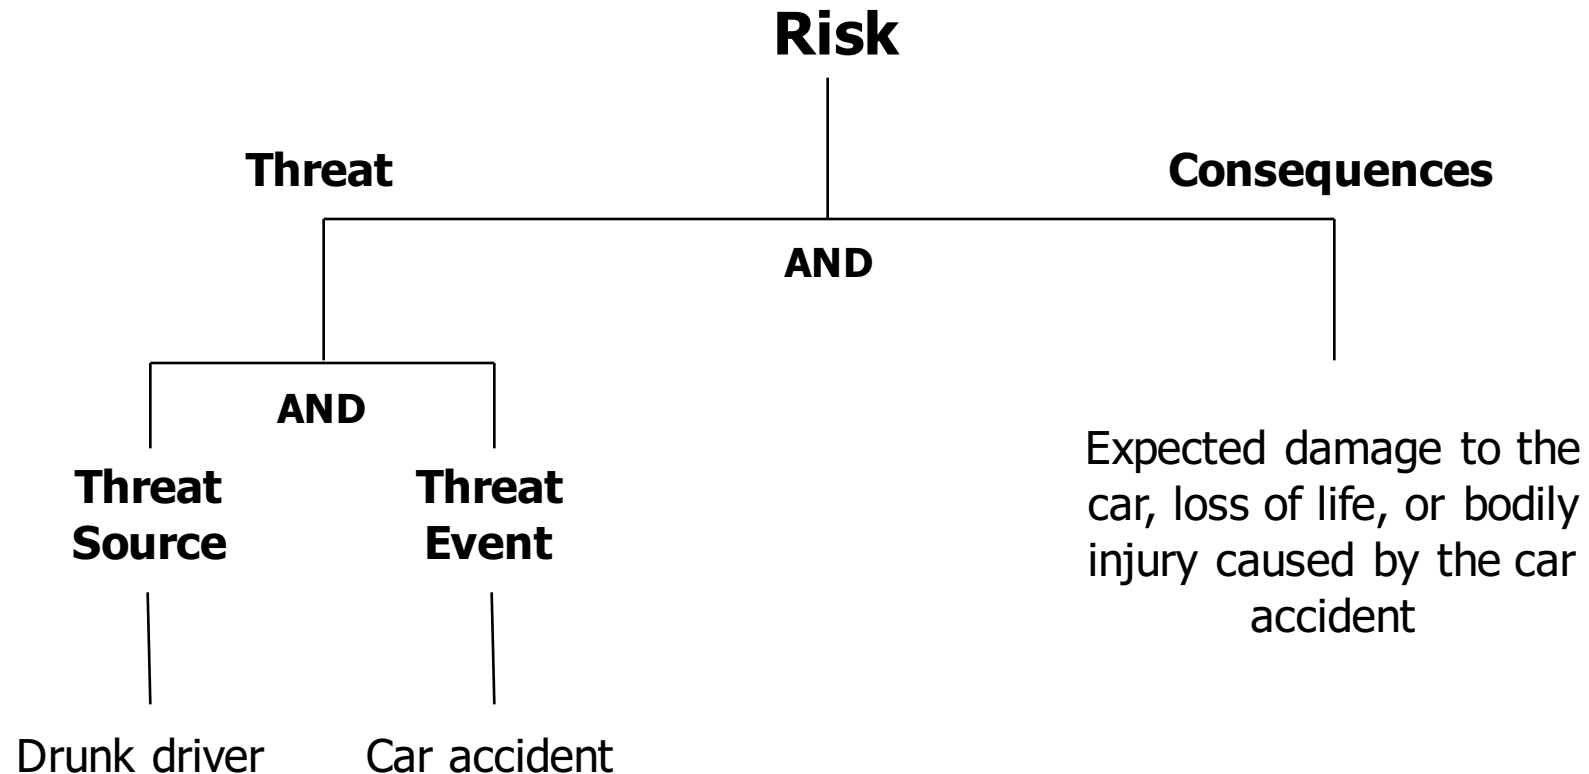 Risk
Threat
Consequences
AND
AND
Threat
Source
Threat
Event
Expected damage to the
car, loss of life, or bodily
injury caused by the car
accident
Drunk driver
Car accident